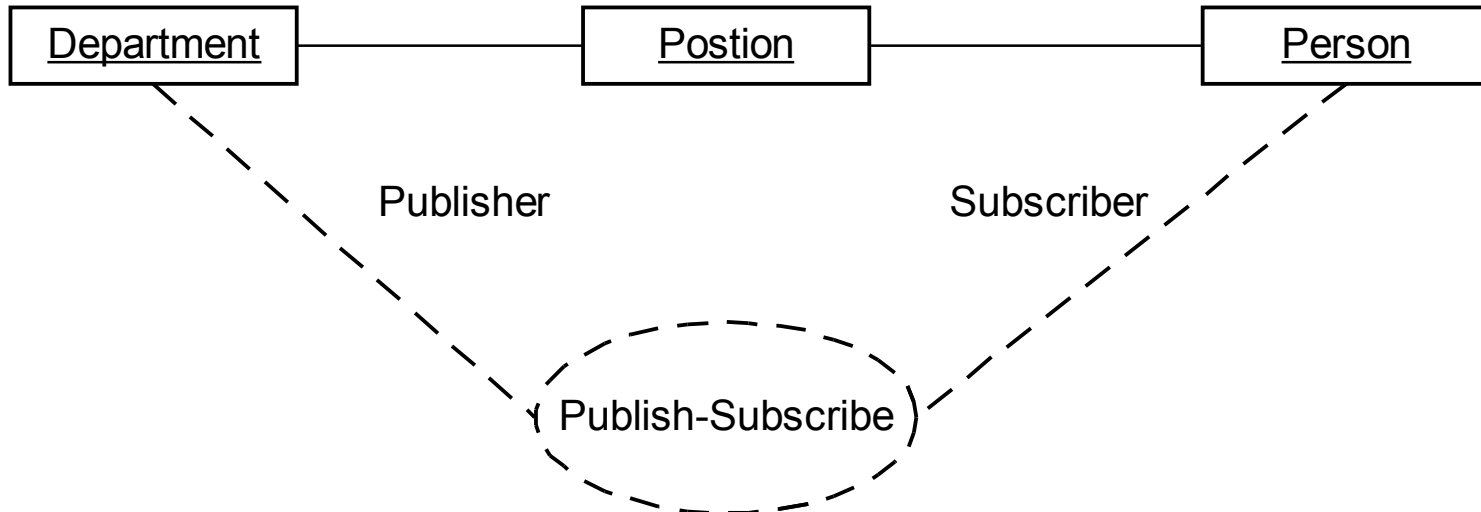 Department
Postion
Person
Publisher
Subscriber
Publish-Subscribe